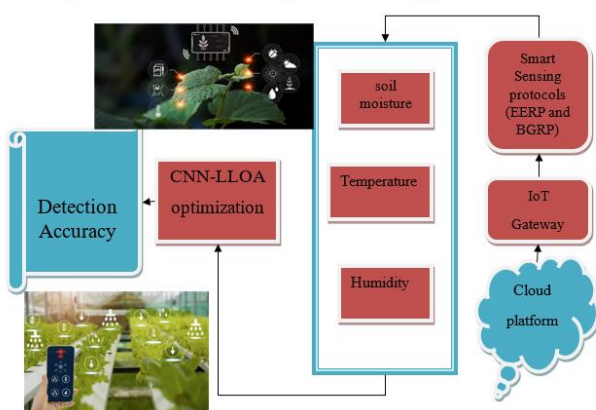 soil
moisture
Temperature
Humidity
Smart
Sensing
protocols
(EERP and
BGRP)
IoT
Gateway
Cloud
platform
CNN-LLOA
optimization
Detection
Accuracy